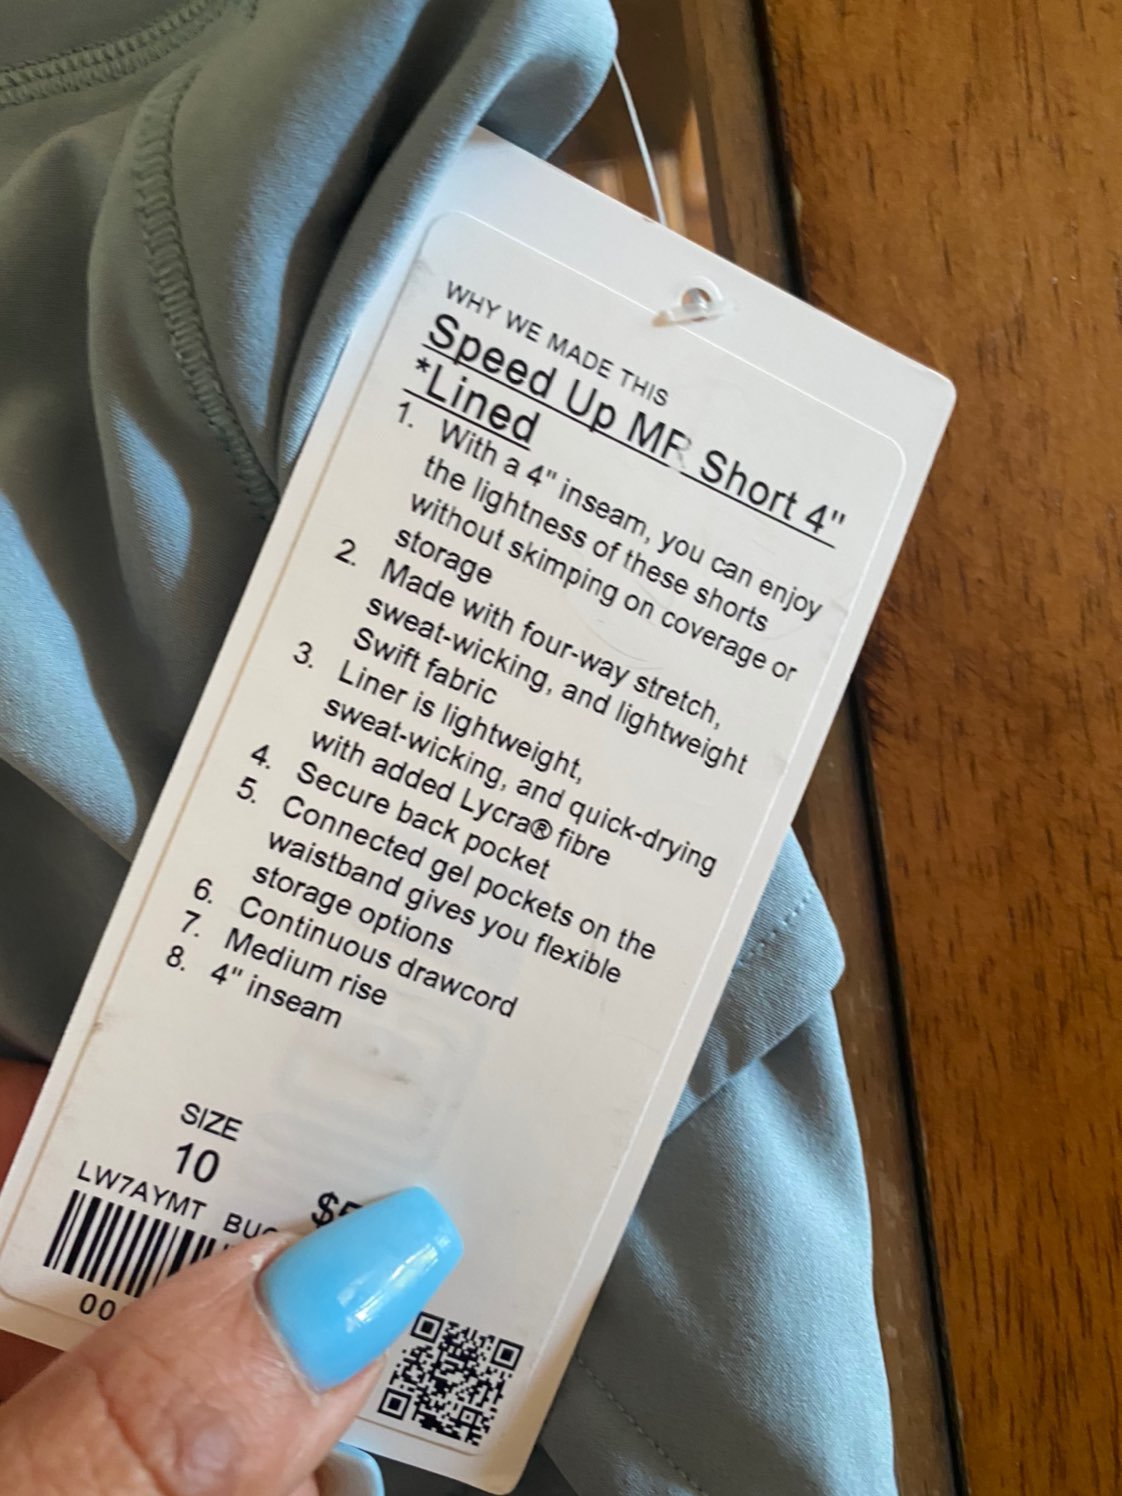 WHY WE MADE THIS
Speed Up MR Short 4"
*Lined
1. With a 4" inseam, you can enjoy
the lightness of these shorts
without skimping on coverage or
storage
2. Made with four-way stretch,
sweat-wicking, and lightweight
Swift fabric
3. Liner is lightweight,
sweat-wicking, and quick-drying
with added Lycra® fibre
4. Secure back pocket
5. Connected gel pockets on the
waistband gives you flexible
storage options
6. Continuous drawcord
7. Medium rise
8. 4" inseam
SIZE
10
$5
LW7AYMT
00